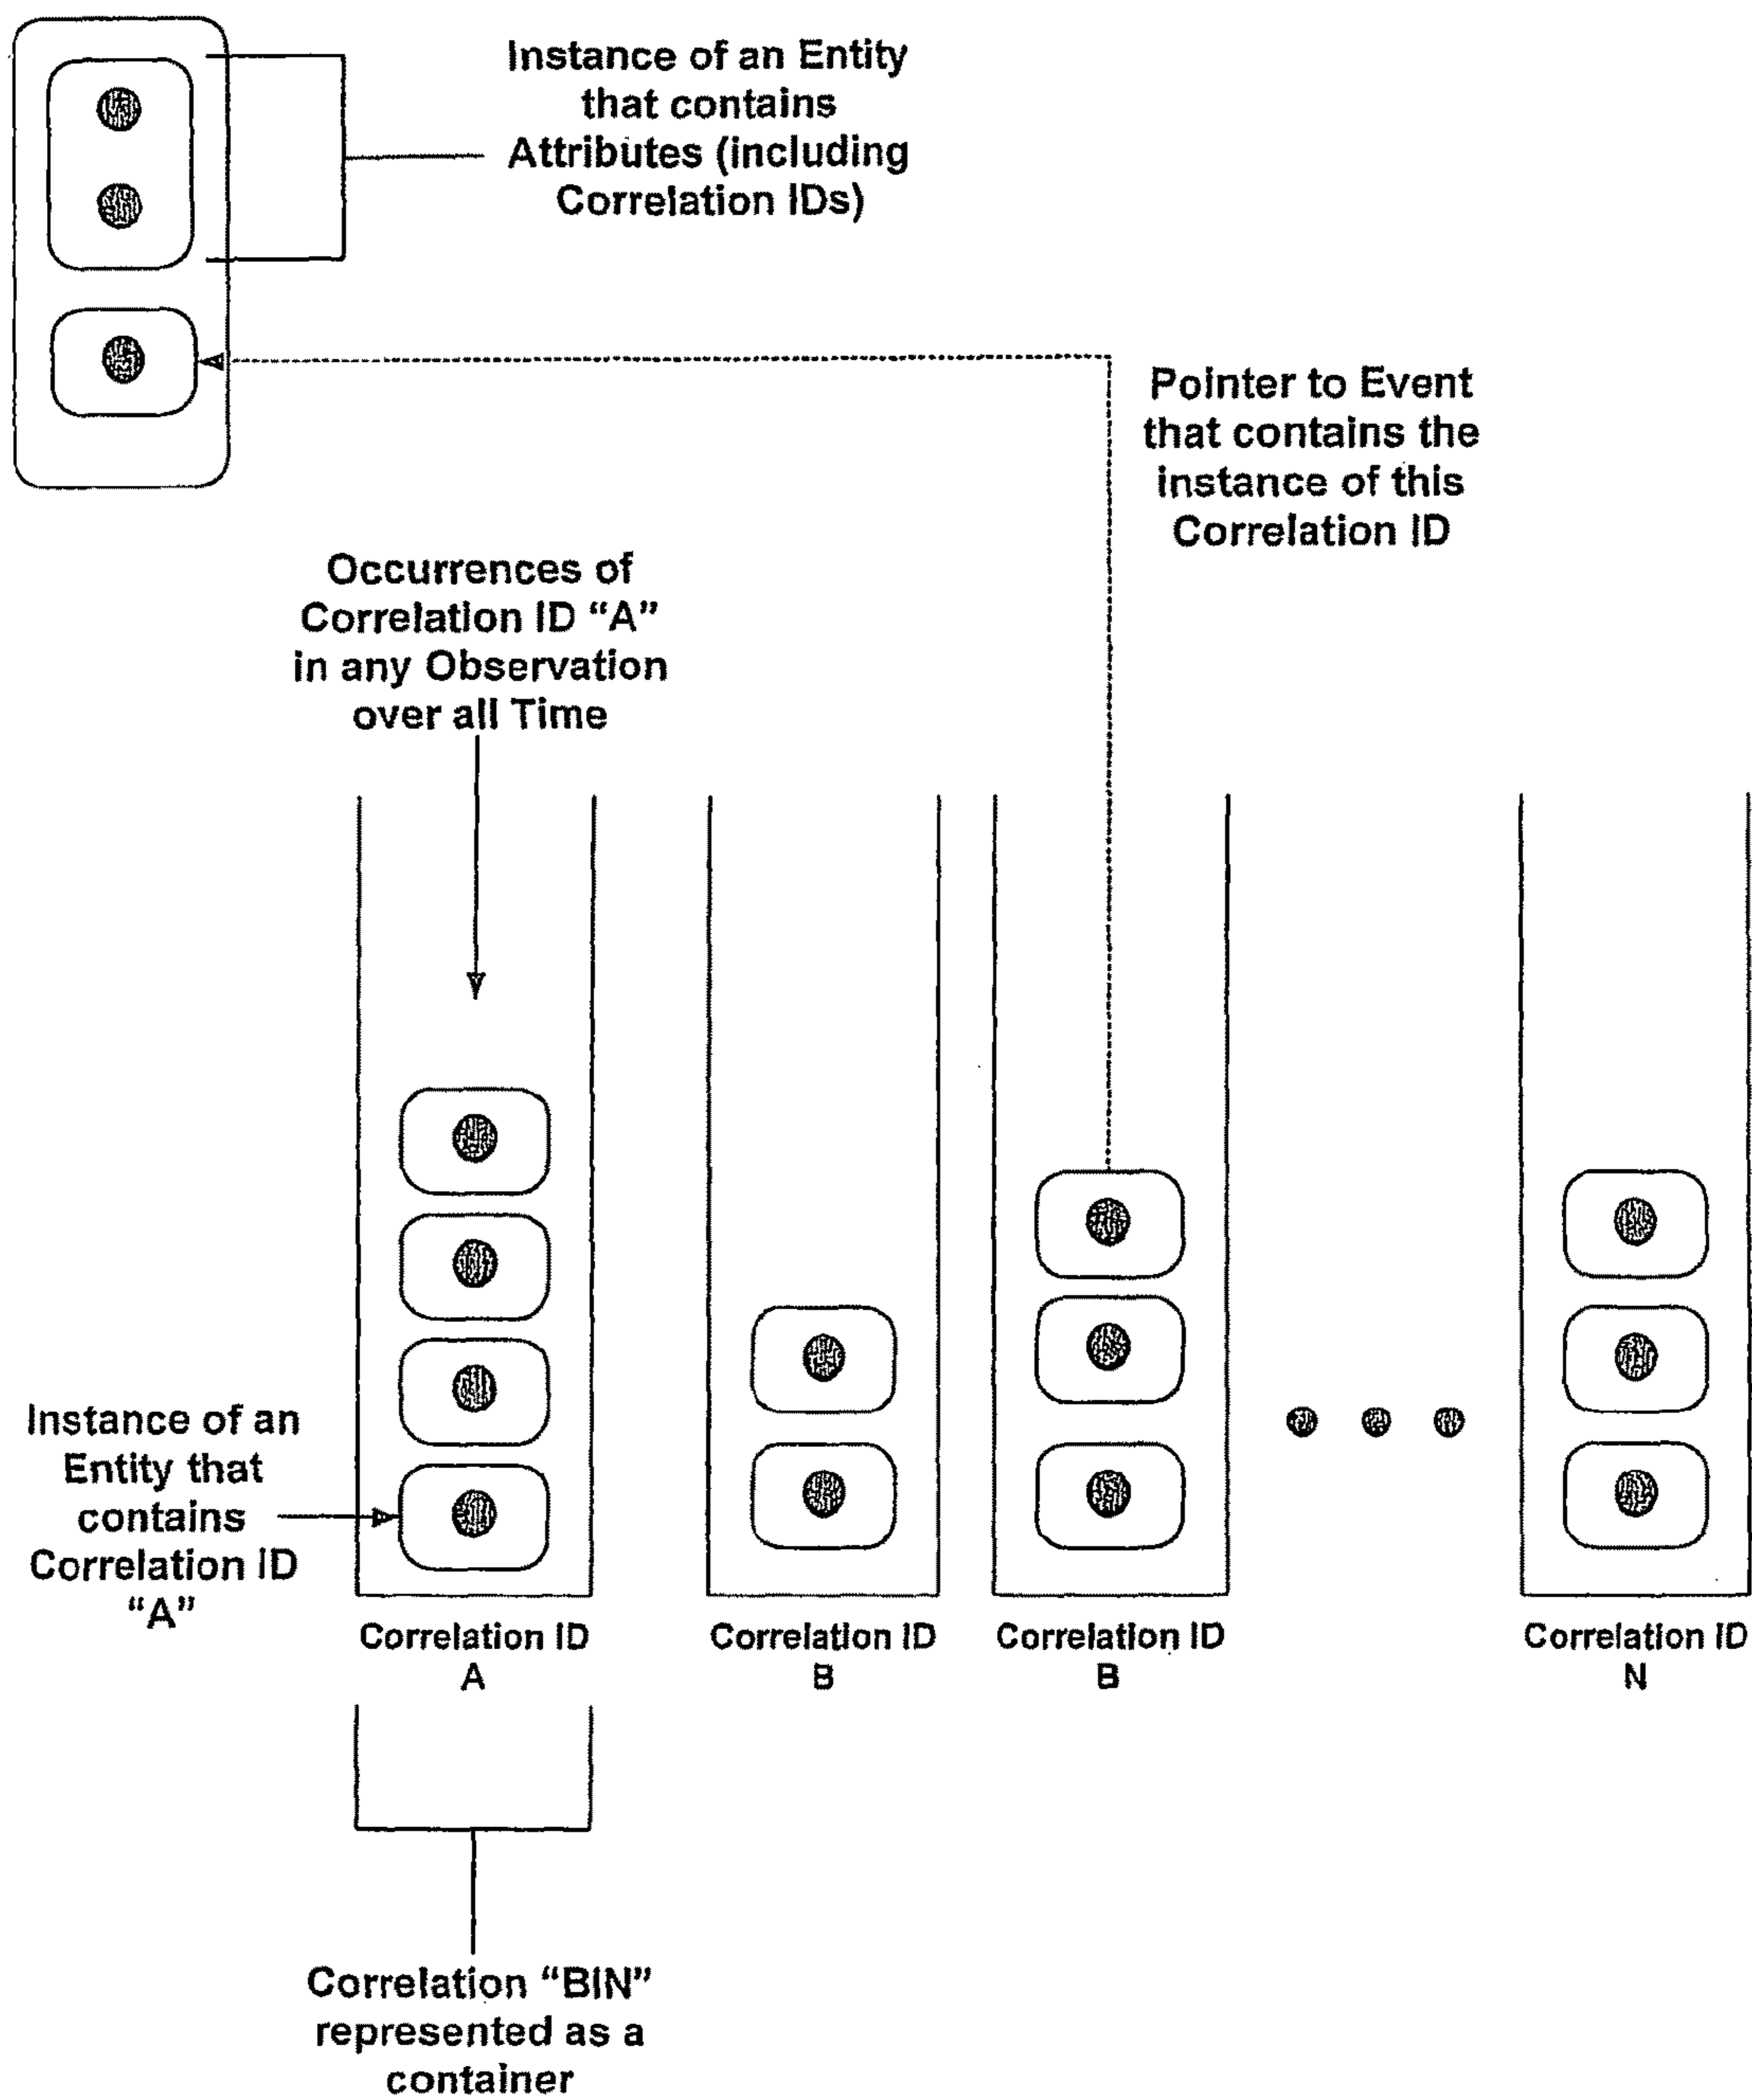 Instance of an Entity
that contains
Attributes (including
Correlation IDs)
Pointer to Event
that contains the
instance of this
Correlation ID
Occurrences of
Correlation ID “A”
in any Observation
over all Time
Instance of an
Entity that
contains
Correlation ID
“A”
Correlation ID
A
Correlation ID
B
Correlation ID
B
Correlation ID
N
Correlation “BIN”
represented as a
container